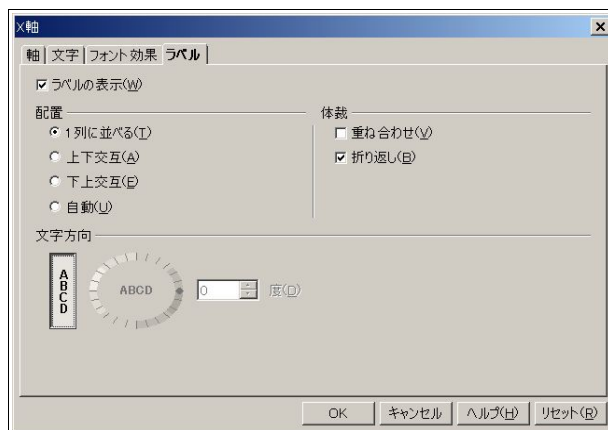 X軸
軸 文字 フォント効果 ラベル
ラベルの表示(W)
配置
1列に並べる(T)
上下交互(A)
下上交互(E)
自動(U)
体裁
重ね合わせ(V)
折り返し(B)
文字方向
ABCD
ABCD
0 度(D)
OK キャンセル ヘルプ(H) リセット(R)